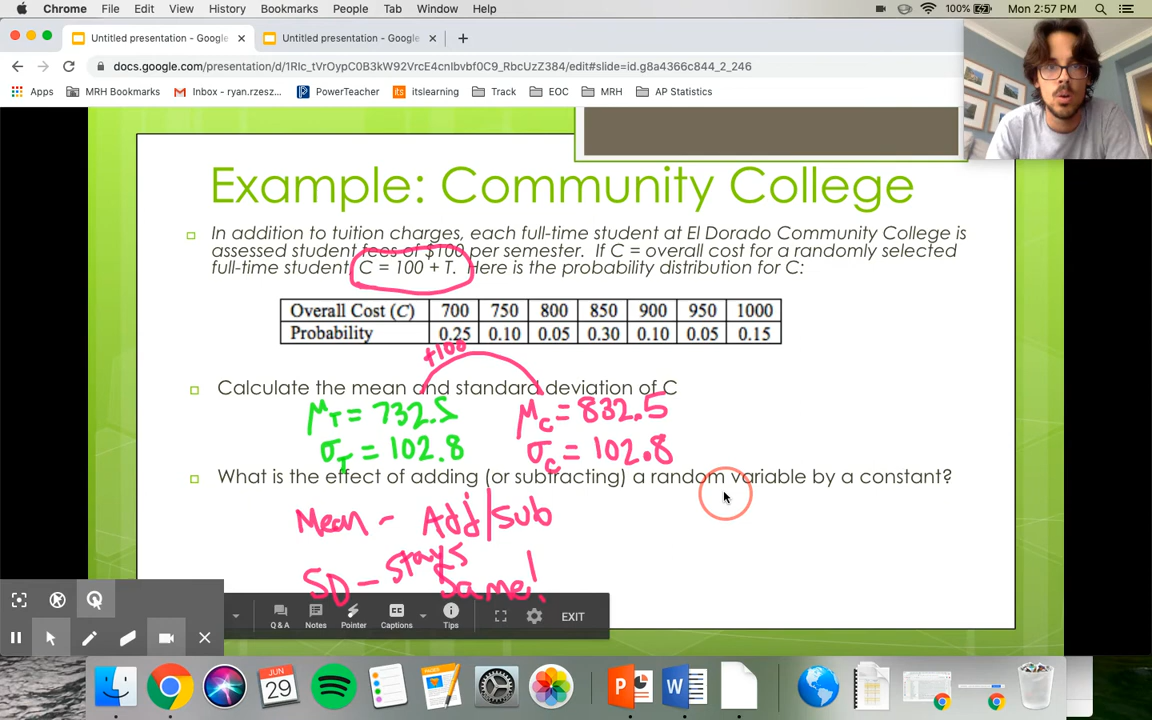 Chrome File Edit View History Bookmarks People Tab Window Help 100% Mon 2:57 PM
Untitled presentation - Google Untitled presentation - Google
docs.google.com/presentation/d/1RIc_tVrOypC0B3kW92VrcE4cnIbvbf0C9_RbcUzZ384/edit#slide=id.g8a4366c844_2_246
Apps MRH Bookmarks Inbox - ryan.rzesz... PowerTeacher its itslearning Track EOC MRH AP Statistics
Example: Community College
In addition to tuition charges, each full-time student at El Dorado Community College is
assessed student fees of $100 per semester. If C = overall cost for a randomly selected
full-time student, C = 100 + T. Here is the probability distribution for C:
Overall Cost (C) 700 750 800 850 900 950 1000
Probability 0.25 0.10 0.05 0.30 0.10 0.05 0.15
+100
Calculate the mean and standard deviation of C
μT = 732.5 μC = 832.5
σT = 102.8 σC = 102.8
What is the effect of adding (or subtracting) a random variable by a constant?
Mean - Add/Sub
SD - Stays
Same!
Q & A Notes Pointer Captions Tips EXIT
JUN
29